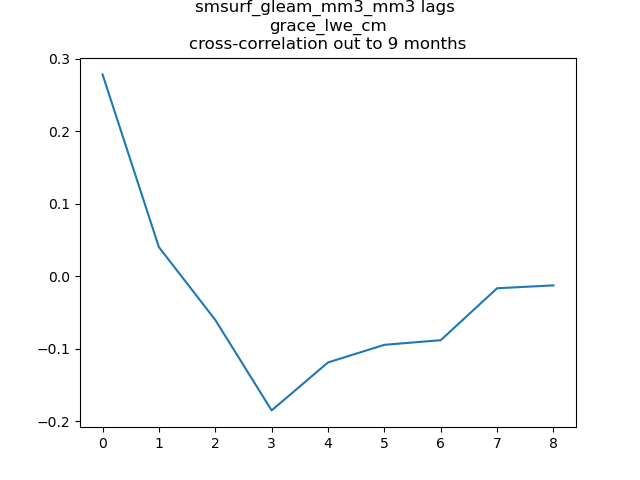 smsurf_gleam_mm3_mm3 lags
grace_lwe_cm
cross-correlation out to 9 months
0.3
0.2
0.1
0.0
−0.1
−0.2
0 1 2 3 4 5 6 7 8